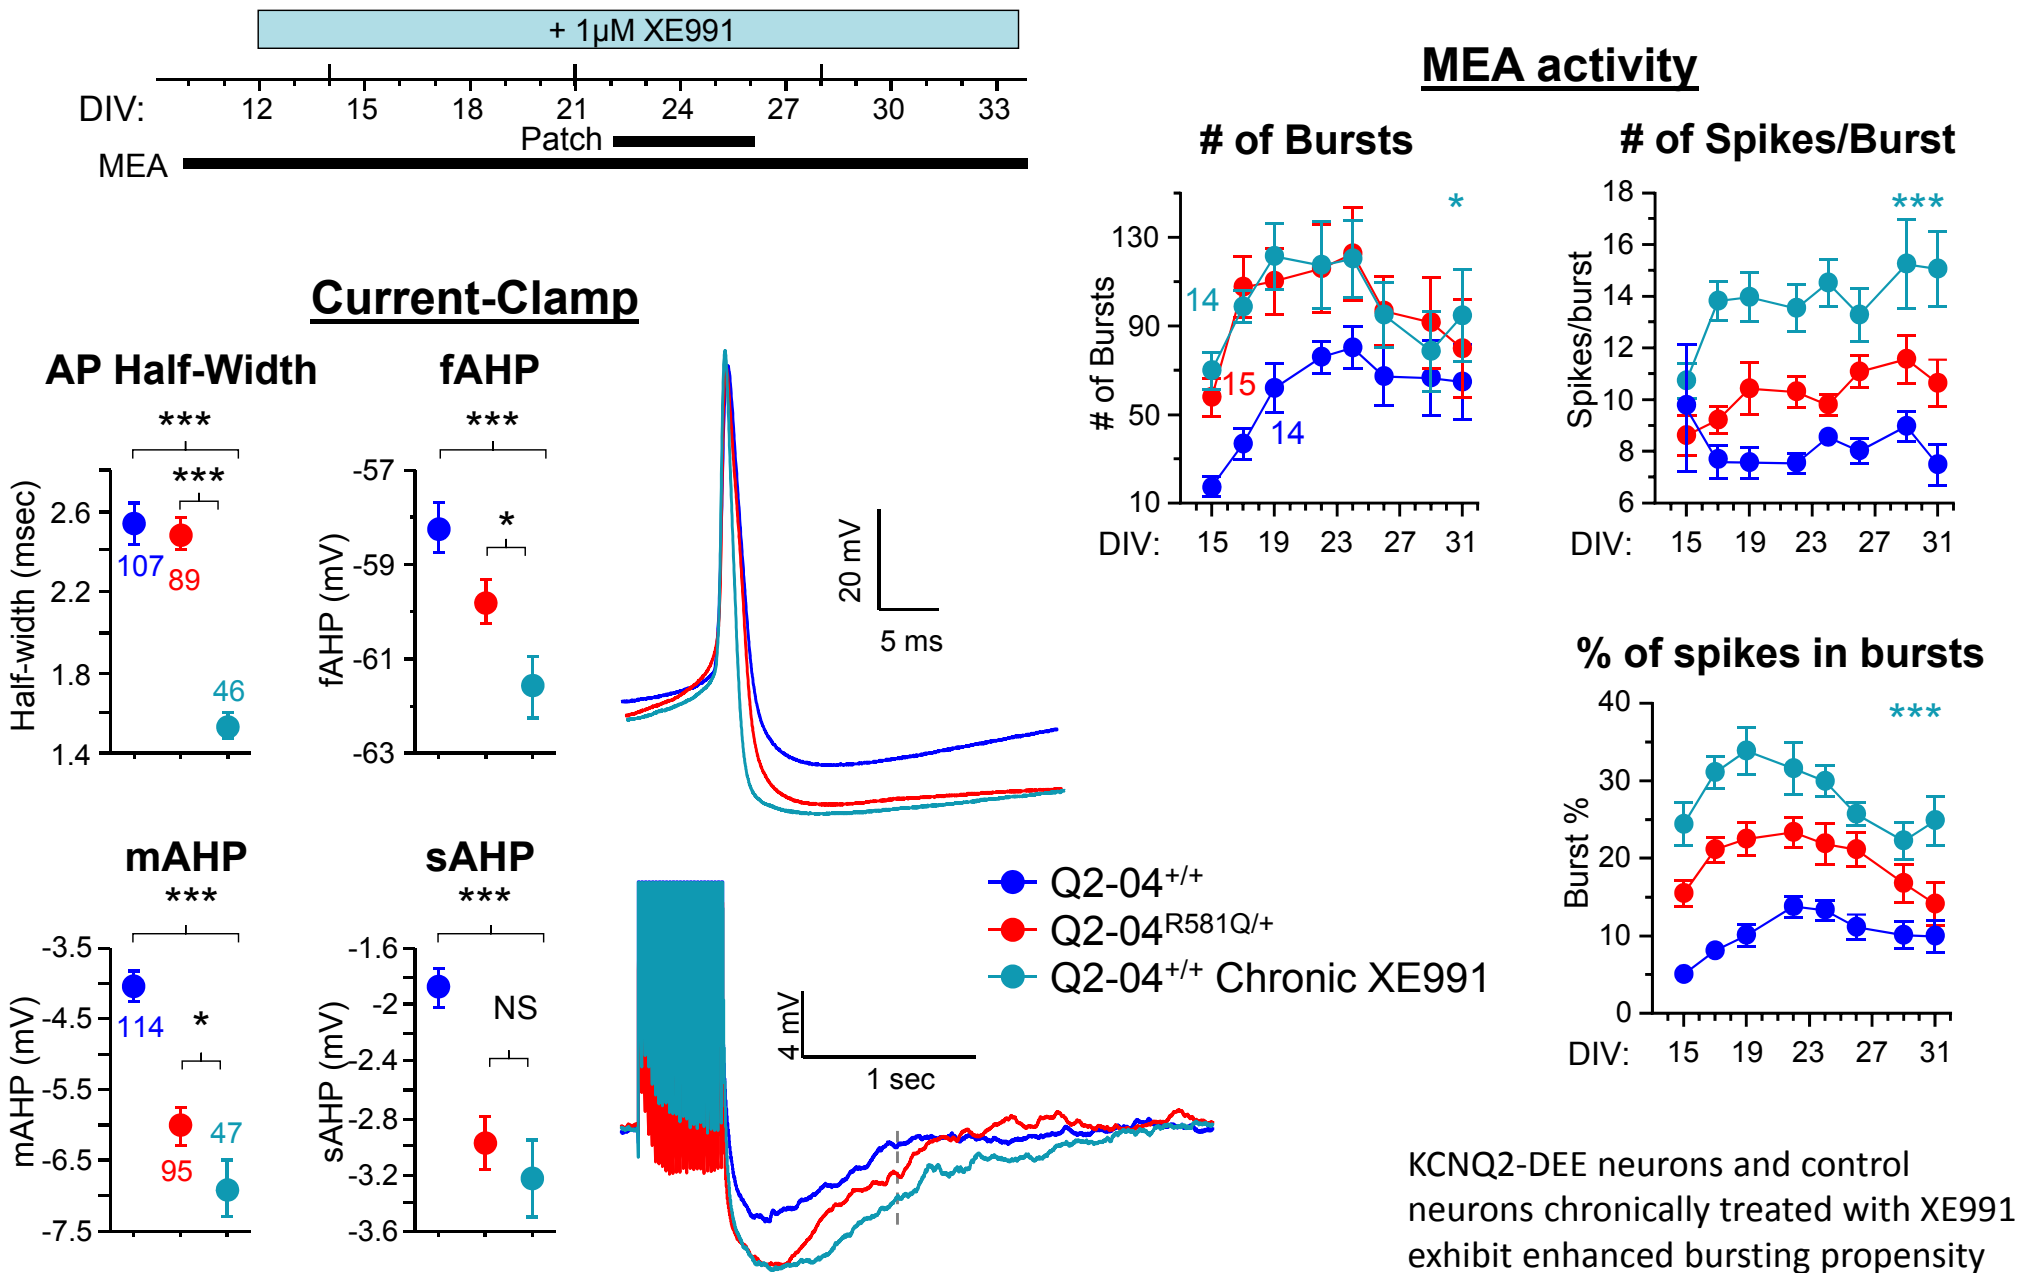 + 1µM XE991
DIV:
12 15 18 21 24 27 30 33
Patch
MEA
Current-Clamp
AP Half-Width
***
***
Half-width (msec)
2.6
2.2
1.8
1.4
107
89
46
fAHP
***
*
fAHP (mV)
-57
-59
-61
-63
20 mV
5 ms
mAHP
***
*
mAHP (mV)
-3.5
-4.5
-5.5
-6.5
-7.5
114
95
47
sAHP
***
NS
sAHP (mV)
-1.6
-2
-2.4
-2.8
-3.2
-3.6
4 mV
1 sec
Q2-04+/+
Q2-04R581Q/+
Q2-04+/+ Chronic XE991
MEA activity
# of Bursts
*
# of Bursts
130
90
50
10
14
15
14
DIV: 15 19 23 27 31
# of Spikes/Burst
***
Spikes/burst
18
16
14
12
10
8
6
DIV: 15 19 23 27 31
% of spikes in bursts
***
Burst %
40
30
20
10
0
DIV: 15 19 23 27 31
KCNQ2-DEE neurons and control
neurons chronically treated with XE991
exhibit enhanced bursting propensity